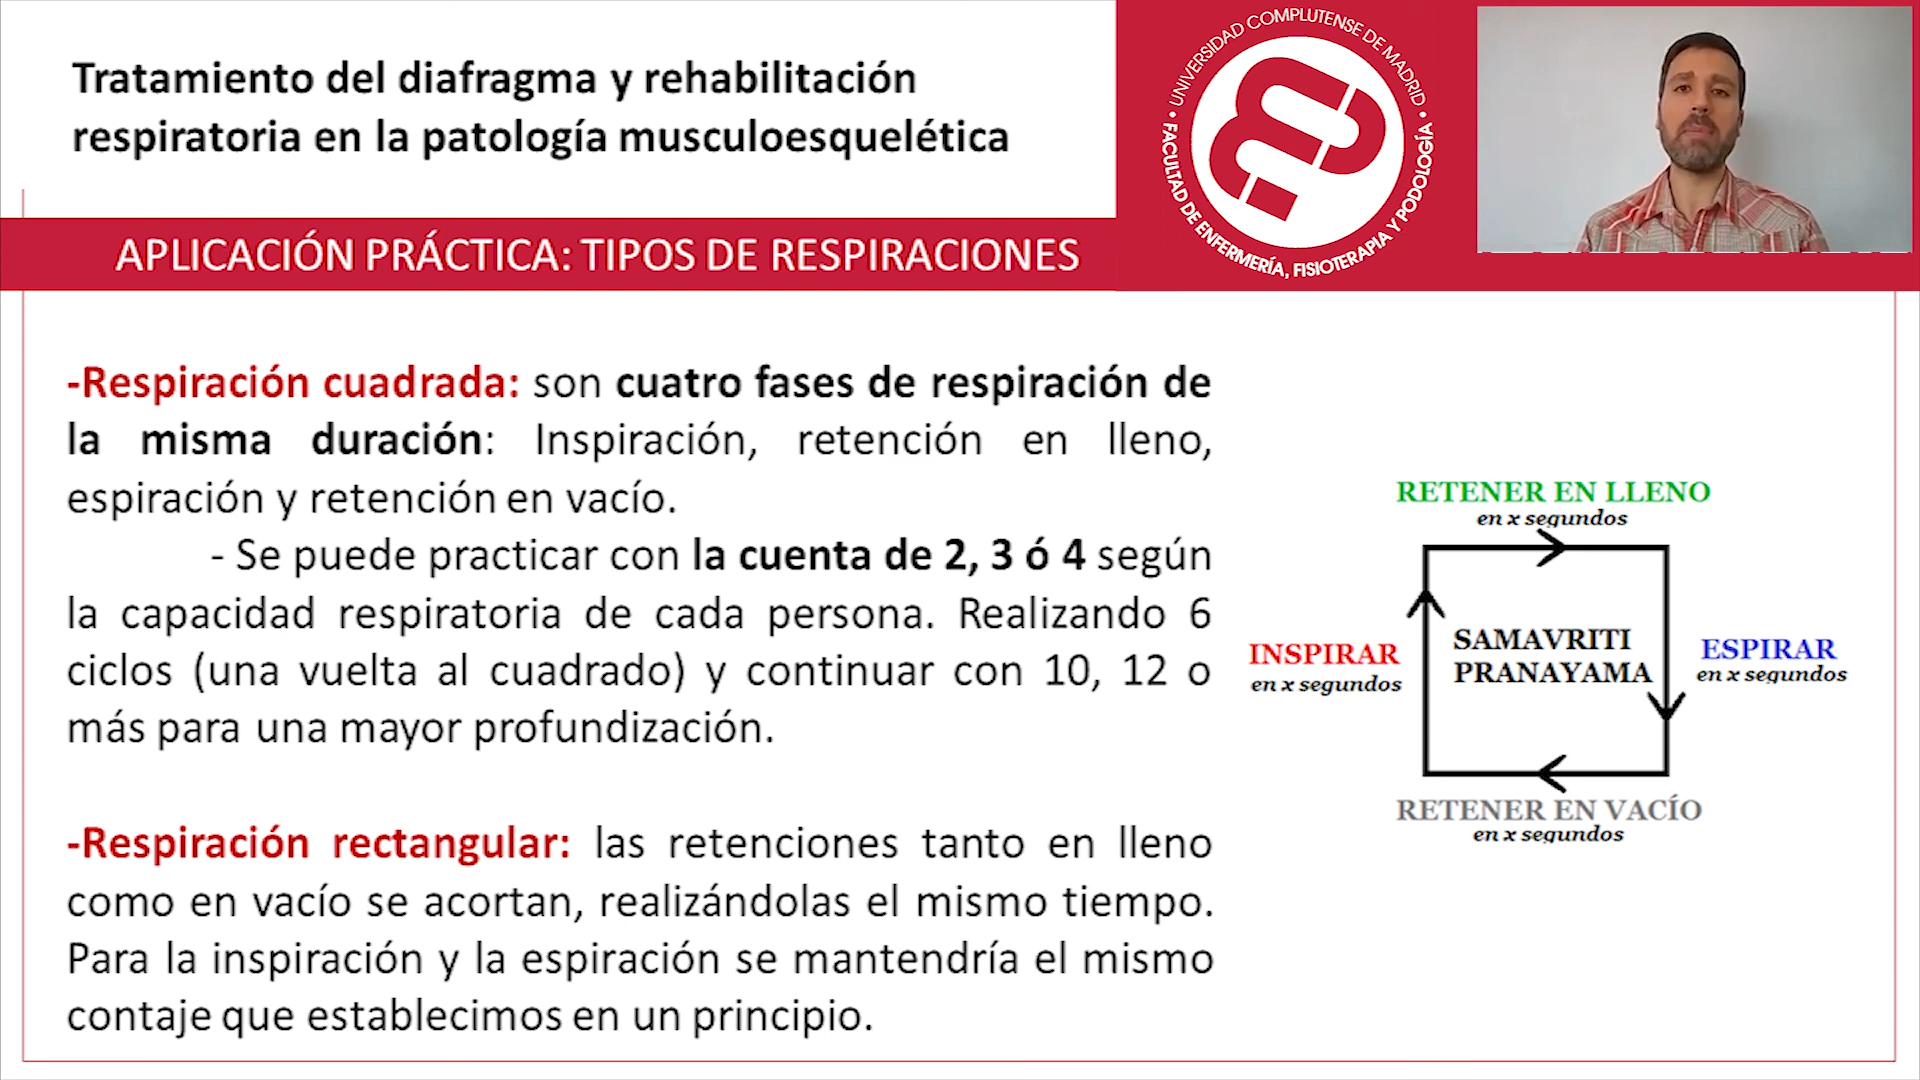 Tratamiento del diafragma y rehabilitación
respiratoria en la patología musculoesquelética
• UNIVERSIDAD COMPLUTENSE DE MADRID •
FACULTAD DE ENFERMERÍA, FISIOTERAPIA Y PODOLOGÍA
APLICACIÓN PRÁCTICA: TIPOS DE RESPIRACIONES
-Respiración cuadrada: son cuatro fases de respiración de
la misma duración: Inspiración, retención en lleno,
espiración y retención en vacío.
- Se puede practicar con la cuenta de 2, 3 ó 4 según
la capacidad respiratoria de cada persona. Realizando 6
ciclos (una vuelta al cuadrado) y continuar con 10, 12 o
más para una mayor profundización.
-Respiración rectangular: las retenciones tanto en lleno
como en vacío se acortan, realizándolas el mismo tiempo.
Para la inspiración y la espiración se mantendría el mismo
contaje que establecimos en un principio.
RETENER EN LLENO
en x segundos
INSPIRAR
en x segundos
SAMAVRITI
PRANAYAMA
ESPIRAR
en x segundos
RETENER EN VACÍO
en x segundos